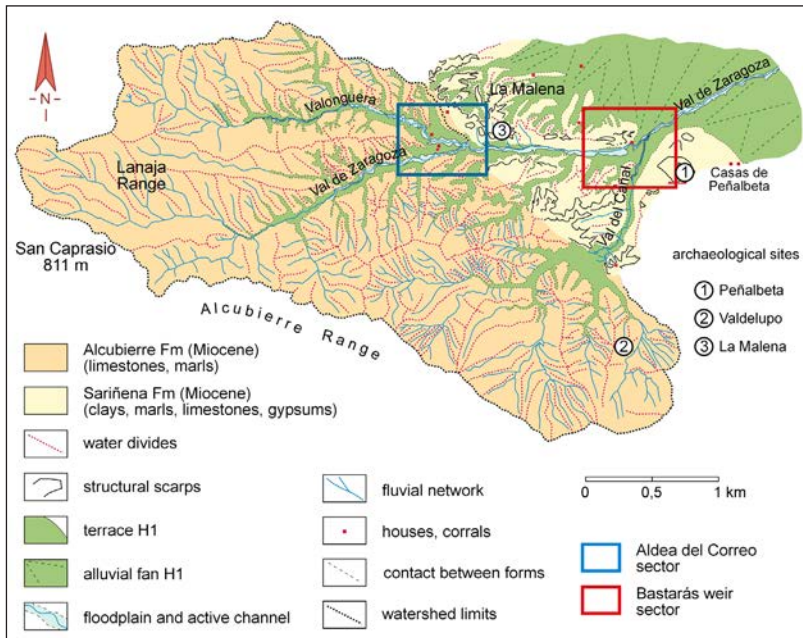 N
Valonguera
La Malena
Val de Zaragoza
3
Lanaja
Range
Val de Zaragoza
1
Casas de
Peñalbeta
Val del Canal
San Caprasio
811 m
archaeological sites
1 Peñalbeta
2 Valdelupo
3 La Malena
Alcubierre Range
2
Alcubierre Fm (Miocene)
(limestones, marls)
Sariñena Fm (Miocene)
(clays, marls, limestones, gypsums)
water divides
structural scarps
terrace H1
alluvial fan H1
floodplain and active channel
fluvial network
houses, corrals
contact between forms
watershed limits
0 0,5 1 km
Aldea del Correo
sector
Bastarás weir
sector